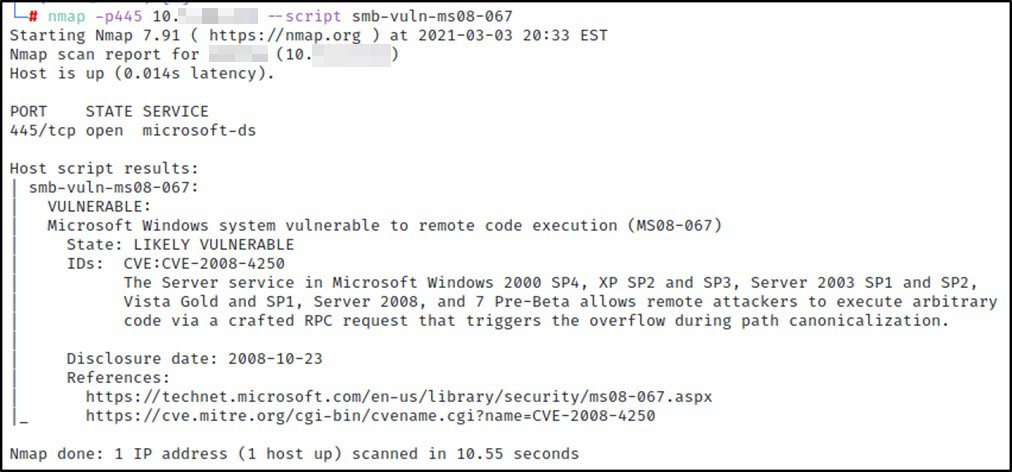 # nmap -p445 10. --script smb-vuln-ms08-067
Starting Nmap 7.91 ( https://nmap.org ) at 2021-03-03 20:33 EST
Nmap scan report for (10. )
Host is up (0.014s latency).
PORT STATE SERVICE
445/tcp open microsoft-ds
Host script results:
| smb-vuln-ms08-067:
| VULNERABLE:
| Microsoft Windows system vulnerable to remote code execution (MS08-067)
| State: LIKELY VULNERABLE
| IDs: CVE:CVE-2008-4250
| The Server service in Microsoft Windows 2000 SP4, XP SP2 and SP3, Server 2003 SP1 and SP2,
| Vista Gold and SP1, Server 2008, and 7 Pre-Beta allows remote attackers to execute arbitrary
| code via a crafted RPC request that triggers the overflow during path canonicalization.
|
| Disclosure date: 2008-10-23
| References:
| https://technet.microsoft.com/en-us/library/security/ms08-067.aspx
|_ https://cve.mitre.org/cgi-bin/cvename.cgi?name=CVE-2008-4250
Nmap done: 1 IP address (1 host up) scanned in 10.55 seconds